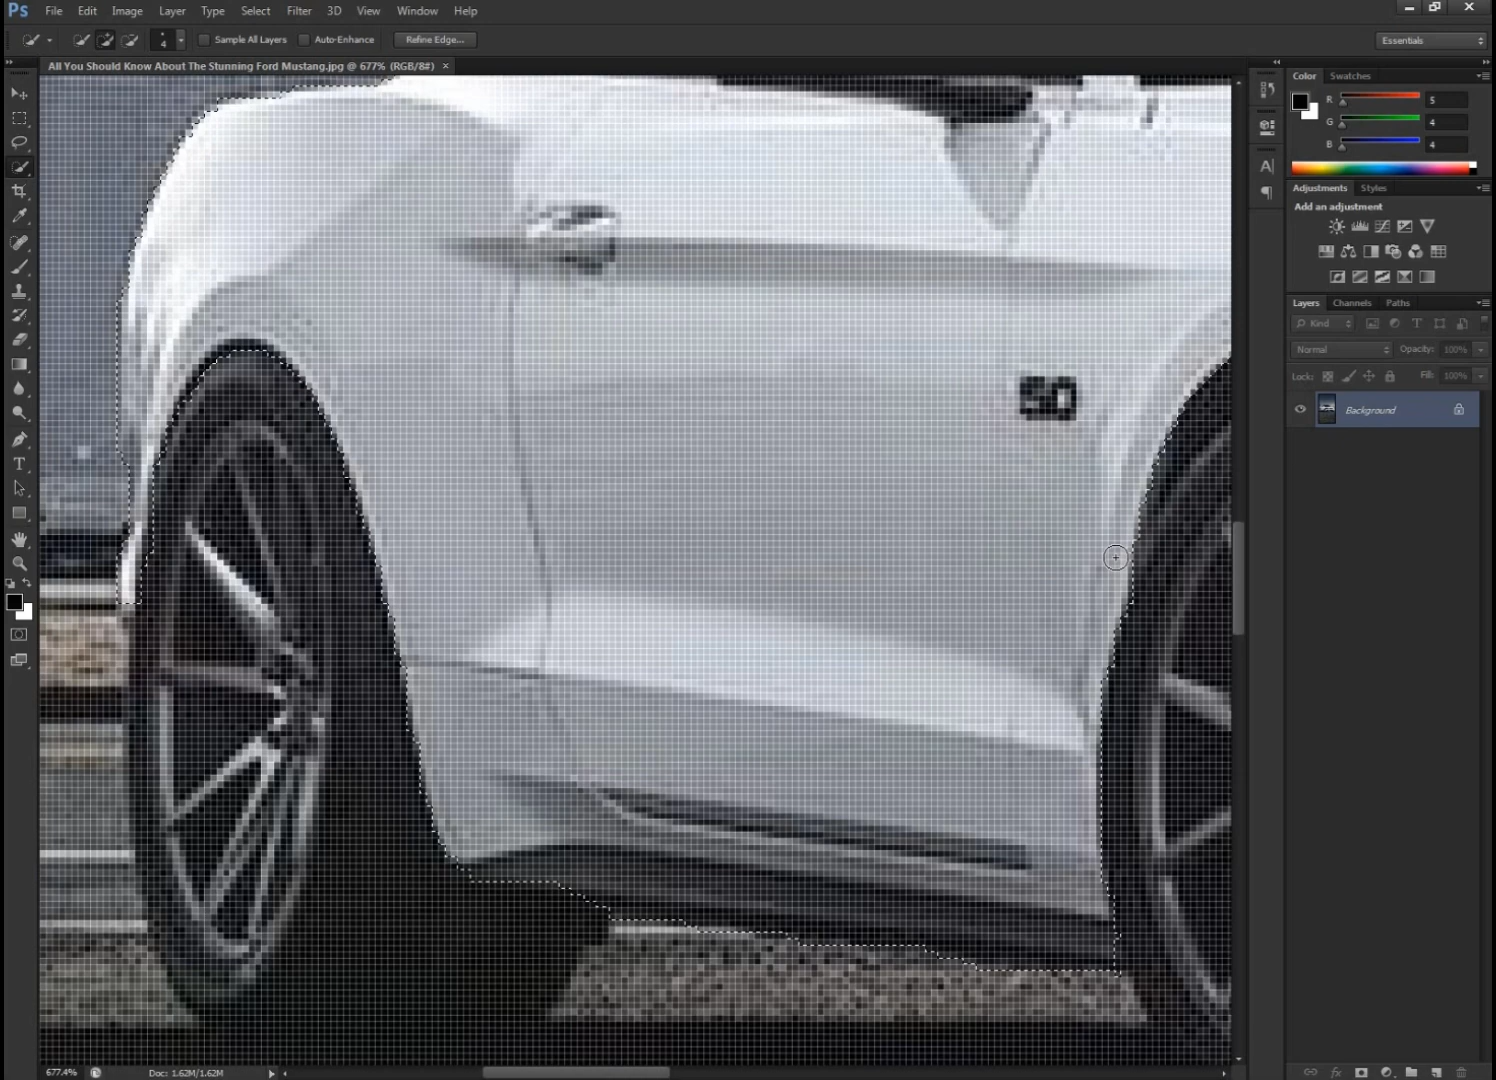 Ps File Edit Image Layer Type Select Filter 3D View Window Help
4 Sample All Layers Auto-Enhance Refine Edge... Essentials
All You Should Know About The Stunning Ford Mustang.jpg @ 677% (RGB/8#) ×
Color Swatches
R 5
G 4
B 4
Adjustments Styles
Add an adjustment
Layers Channels Paths
Kind
Normal Opacity: 100%
Lock: Fill: 100%
Background
5.0
677.4% Doc: 1.62M/1.62M